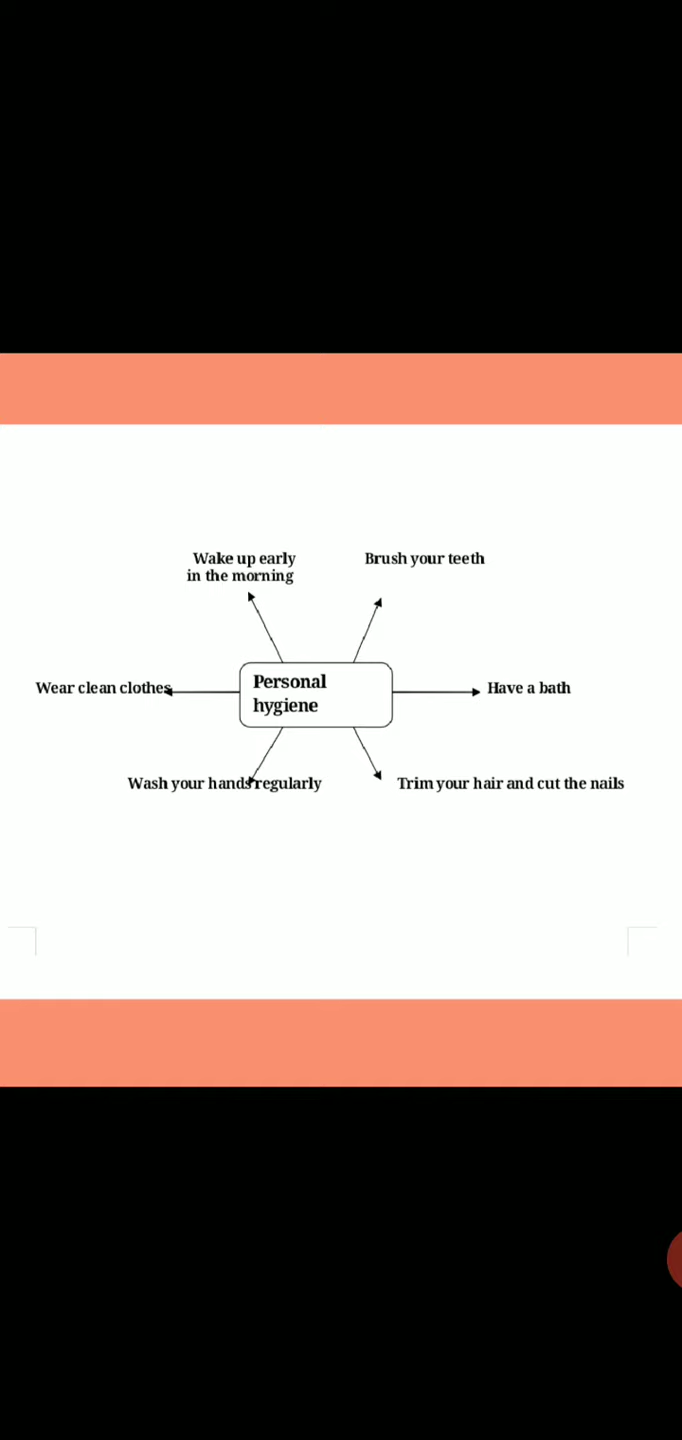 Wake up early
in the morning
Brush your teeth
Wear clean clothes
Personal
hygiene
Have a bath
Wash your hands regularly
Trim your hair and cut the nails